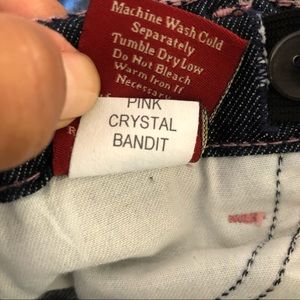 Machine Wash Cold
Separately
Tumble Dry Low
Do Not Bleach
Warm Iron If
Necessary
PINK
CRYSTAL
BANDIT